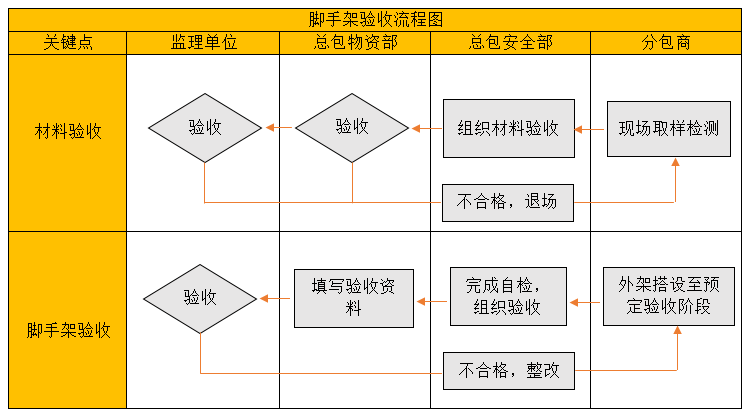 脚手架验收流程图
关键点 监理单位 总包物资部 总包安全部 分包商
材料验收 验收 验收 组织材料验收 现场取样检测
不合格，退场
脚手架验收 验收 填写验收资
料 完成自检，
组织验收 外架搭设至预
定验收阶段
不合格，整改